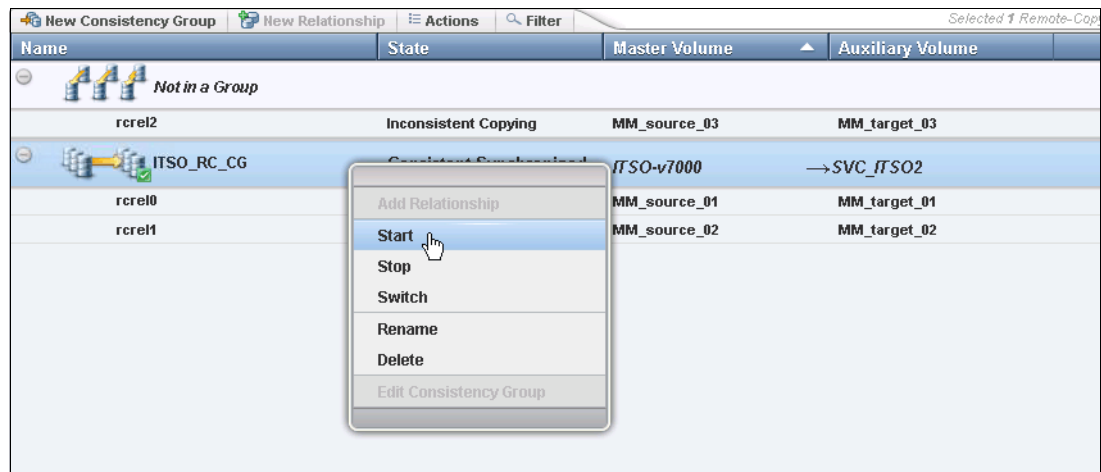 New Consistency Group New Relationship Actions Filter Selected 1 Remote-Cop
Name State Master Volume Auxiliary Volume
Not in a Group
rcrel2 Inconsistent Copying MM_source_03 MM_target_03
ITSO_RC_CG Consistent Synchronized ITSO-v7000 →SVC_ITSO2
rcrel0 MM_source_01 MM_target_01
rcrel1 MM_source_02 MM_target_02
Add Relationship
Start
Stop
Switch
Rename
Delete
Edit Consistency Group